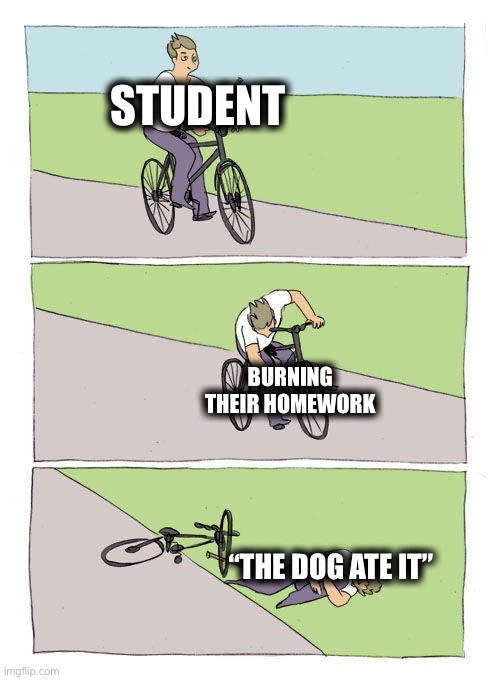 STUDENT
BURNING
THEIR HOMEWORK
“THE DOG ATE IT”
imgflip.com